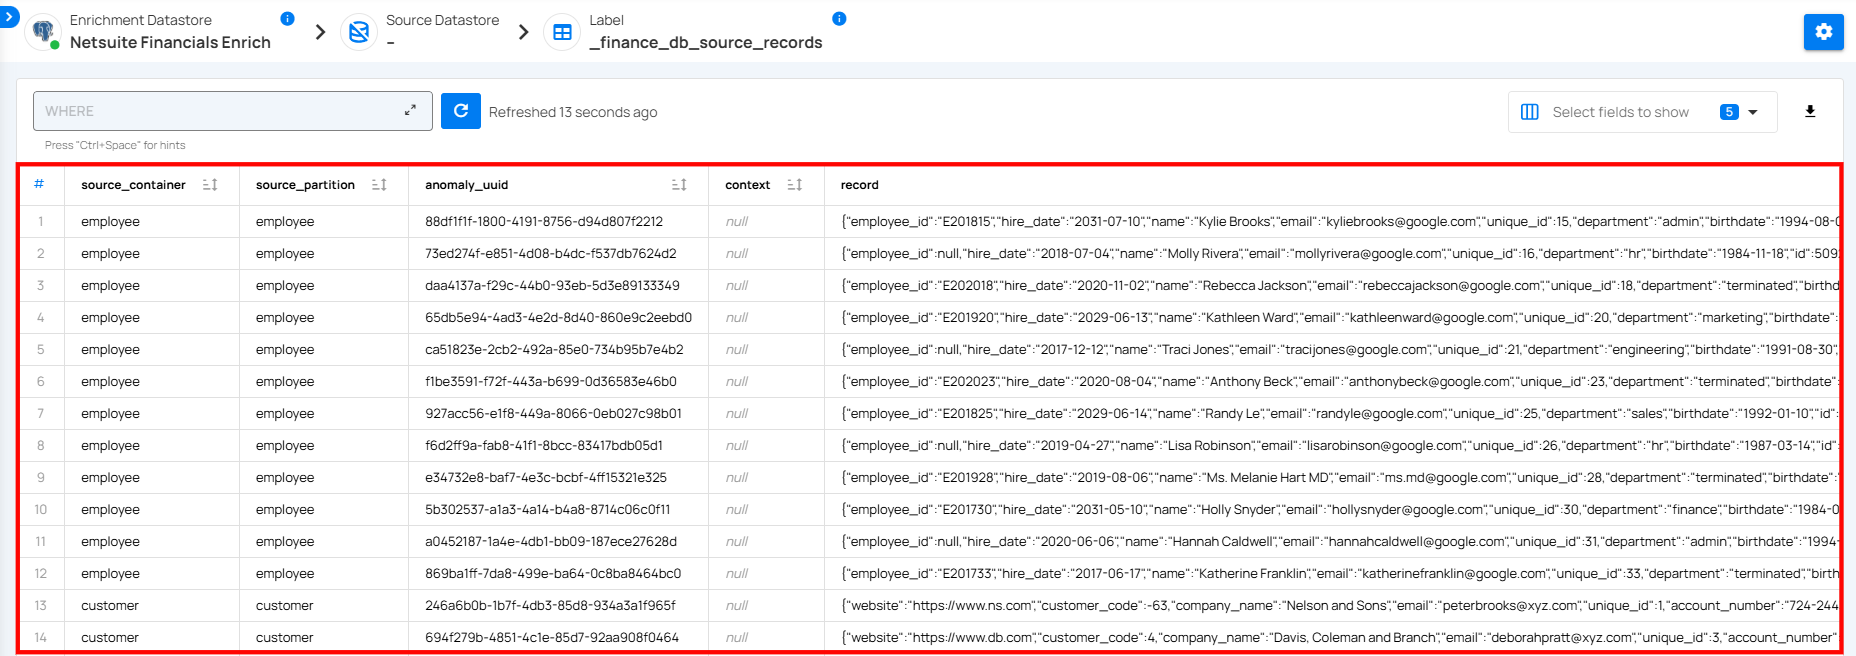 Enrichment Datastore
Netsuite Financials Enrich
Source Datastore
–
Label
_finance_db_source_records
WHERE
Refreshed 13 seconds ago
Select fields to show 5
Press "Ctrl+Space" for hints
# source_container source_partition anomaly_uuid context record
1 employee employee 88df1f1f-1800-4191-8756-d94d807f2212 null {"employee_id":"E201815","hire_date":"2031-07-10","name":"Kylie Brooks","email":"kyliebrooks@google.com","unique_id":15,"department":"admin","birthdate":"1994-08-0
2 employee employee 73ed274f-e851-4d08-b4dc-f537db7624d2 null {"employee_id":null,"hire_date":"2018-07-04","name":"Molly Rivera","email":"mollyrivera@google.com","unique_id":16,"department":"hr","birthdate":"1984-11-18","id":509
3 employee employee daa4137a-f29c-44b0-93eb-5d3e89133349 null {"employee_id":"E202018","hire_date":"2020-11-02","name":"Rebecca Jackson","email":"rebeccajackson@google.com","unique_id":18,"department":"terminated","birthd
4 employee employee 65db5e94-4ad3-4e2d-8d40-860e9c2eebd0 null {"employee_id":"E201920","hire_date":"2029-06-13","name":"Kathleen Ward","email":"kathleenward@google.com","unique_id":20,"department":"marketing","birthdate":
5 employee employee ca51823e-2cb2-492a-85e0-734b95b7e4b2 null {"employee_id":null,"hire_date":"2017-12-12","name":"Traci Jones","email":"tracijones@google.com","unique_id":21,"department":"engineering","birthdate":"1991-08-30",
6 employee employee f1be3591-f72f-443a-b699-0d36583e46b0 null {"employee_id":"E202023","hire_date":"2020-08-04","name":"Anthony Beck","email":"anthonybeck@google.com","unique_id":23,"department":"terminated","birthdate":
7 employee employee 927acc56-e1f8-449a-8066-0eb027c98b01 null {"employee_id":"E201825","hire_date":"2029-06-14","name":"Randy Le","email":"randyle@google.com","unique_id":25,"department":"sales","birthdate":"1992-01-10","id":
8 employee employee f6d2ff9a-fab8-41f1-8bcc-83417bdb05d1 null {"employee_id":null,"hire_date":"2019-04-27","name":"Lisa Robinson","email":"lisarobinson@google.com","unique_id":26,"department":"hr","birthdate":"1987-03-14","id":
9 employee employee e34732e8-baf7-4e3c-bcbf-4ff15321e325 null {"employee_id":"E201928","hire_date":"2019-08-06","name":"Ms. Melanie Hart MD","email":"ms.md@google.com","unique_id":28,"department":"terminated","birthdate":"
10 employee employee 5b302537-a1a3-4a14-b4a8-8714c06c0f11 null {"employee_id":"E201730","hire_date":"2031-05-10","name":"Holly Snyder","email":"hollysnyder@google.com","unique_id":30,"department":"finance","birthdate":"1984-0
11 employee employee a0452187-1a4e-4db1-bb09-187ece27628d null {"employee_id":null,"hire_date":"2020-06-06","name":"Hannah Caldwell","email":"hannahcaldwell@google.com","unique_id":31,"department":"admin","birthdate":"1994-
12 employee employee 869ba1ff-7da8-499e-ba64-0c8ba8464bc0 null {"employee_id":"E201733","hire_date":"2017-06-17","name":"Katherine Franklin","email":"katherinefranklin@google.com","unique_id":33,"department":"terminated","birth
13 customer customer 246a6b0b-1b7f-4db3-85d8-934a3a1f965f null {"website":"https://www.ns.com","customer_code":-63,"company_name":"Nelson and Sons","email":"peterbrooks@xyz.com","unique_id":1,"account_number":"724-244
14 customer customer 694f279b-4851-4c1e-85d7-92aa908f0464 null {"website":"https://www.db.com","customer_code":4,"company_name":"Davis, Coleman and Branch","email":"deborahpratt@xyz.com","unique_id":3,"account_number"